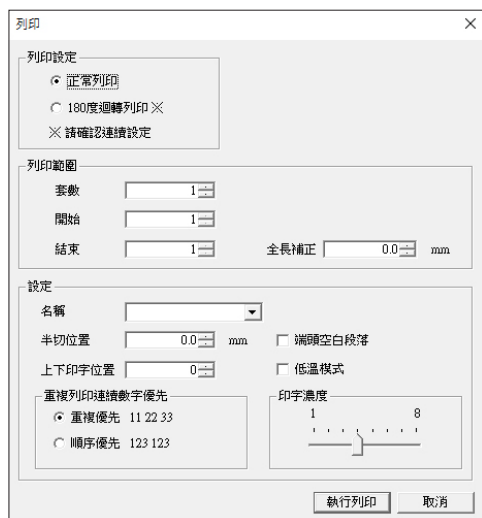 列印
列印設定
正常列印
180度迴轉列印※
※ 請確認連續設定
列印範圍
套數 1
開始 1
結束 1 全長補正 0.0 mm
設定
名稱
半切位置 0.0 mm 端頭空白段落
上下印字位置 0 低溫模式
重複列印連續數字優先 印字濃度
重複優先 11 22 33 1 8
順序優先 123 123
執行列印 取消